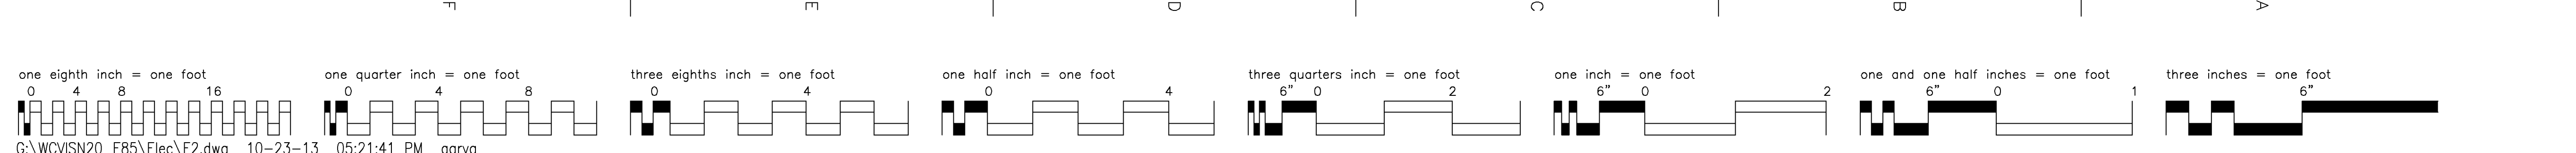 F E D C B A
one eighth inch = one foot one quarter inch = one foot three eighths inch = one foot one half inch = one foot three quarters inch = one foot one inch = one foot one and one half inches = one foot three inches = one foot
0 4 8 16 0 4 8 0 4 0 4 6" 0 2 6" 0 2 6" 0 1 6"
G:\WCVISN20 E85\Elec\E2.dwg 10-23-13 05:21:41 PM garyg